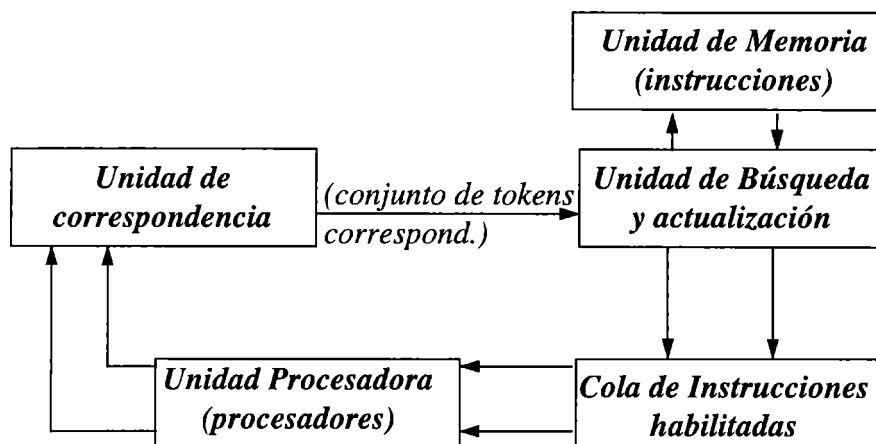 Unidad de Memoria
(instrucciones)
Unidad de
correspondencia
(conjunto de tokens
correspond.)
Unidad de Búsqueda
y actualización
Unidad Procesadora
(procesadores)
Cola de Instrucciones
habilitadas